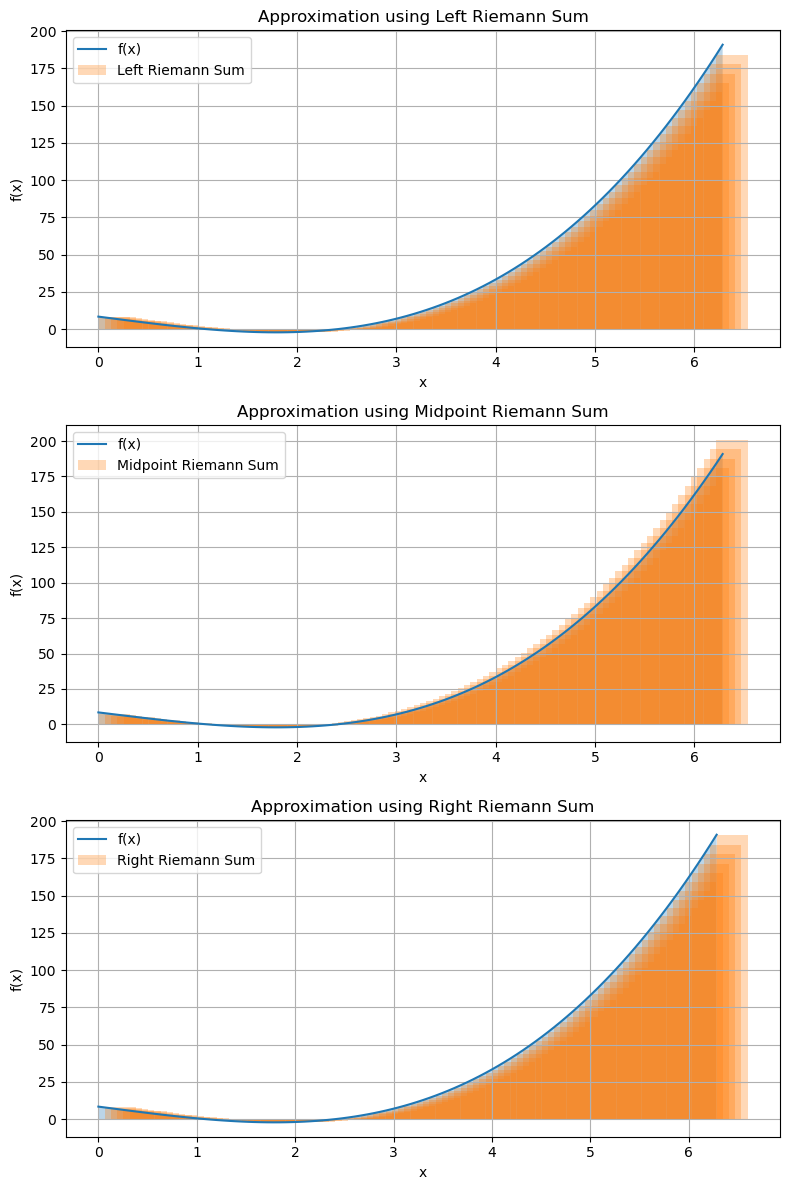 Approximation using Left Riemann Sum
f(x)
Left Riemann Sum
200
175
150
125
100
75
50
25
0
f(x)
0 1 2 3 4 5 6
x
Approximation using Midpoint Riemann Sum
f(x)
Midpoint Riemann Sum
200
175
150
125
100
75
50
25
0
f(x)
0 1 2 3 4 5 6
x
Approximation using Right Riemann Sum
f(x)
Right Riemann Sum
200
175
150
125
100
75
50
25
0
f(x)
0 1 2 3 4 5 6
x